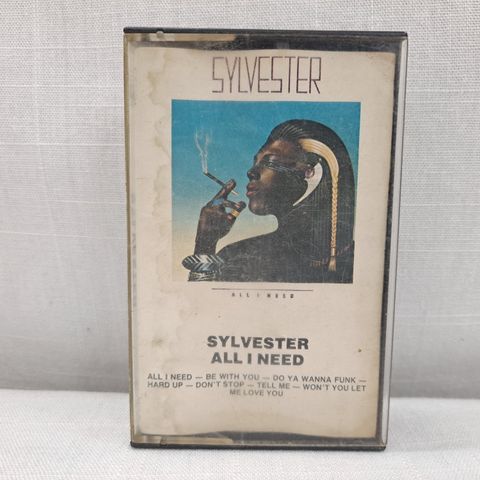 SYLVESTER
ALL I NEED
SYLVESTER
ALL I NEED
ALL I NEED — BE WITH YOU — DO YA WANNA FUNK —
HARD UP — DON'T STOP — TELL ME — WON'T YOU LET
ME LOVE YOU